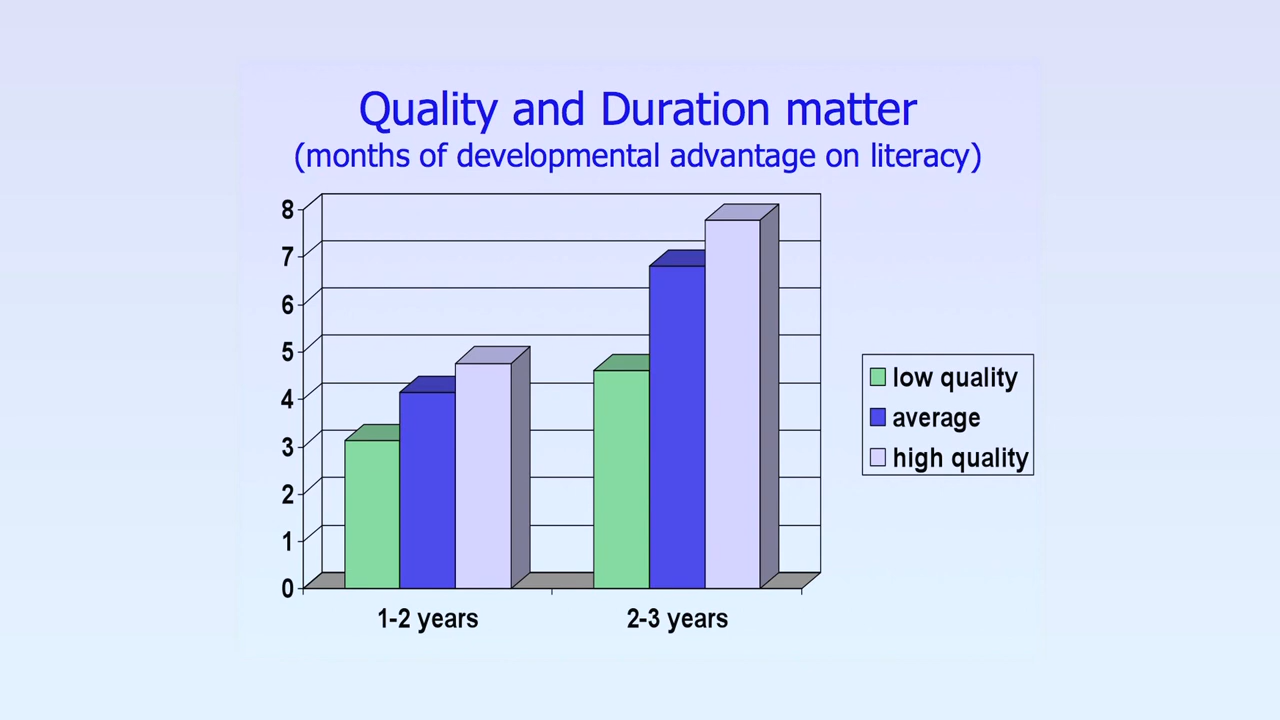 Quality and Duration matter
(months of developmental advantage on literacy)
8
7
6
5
4
3
2
1
0
1-2 years
2-3 years
low quality
average
high quality